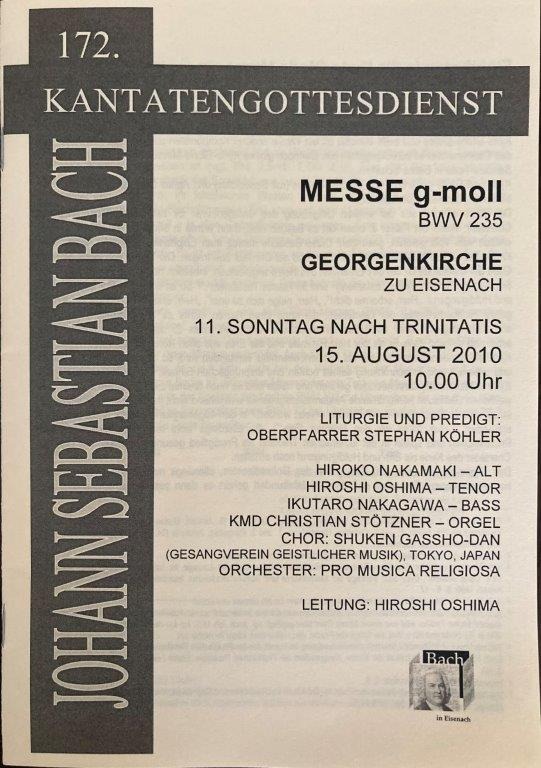 172.
KANTATENGOTTESDIENST
JOHANN SEBASTIAN BACH
MESSE g-moll
BWV 235
GEORGENKIRCHE
ZU EISENACH
11. SONNTAG NACH TRINITATIS
15. AUGUST 2010
10.00 Uhr
LITURGIE UND PREDIGT:
OBERPFARRER STEPHAN KÖHLER
HIROKO NAKAMAKI – ALT
HIROSHI OSHIMA – TENOR
IKUTARO NAKAGAWA – BASS
KMD CHRISTIAN STÖTZNER – ORGEL
CHOR: SHUKEN GASSHO-DAN
(GESANGVEREIN GEISTLICHER MUSIK), TOKYO, JAPAN
ORCHESTER: PRO MUSICA RELIGIOSA
LEITUNG: HIROSHI OSHIMA
Bach
in Eisenach